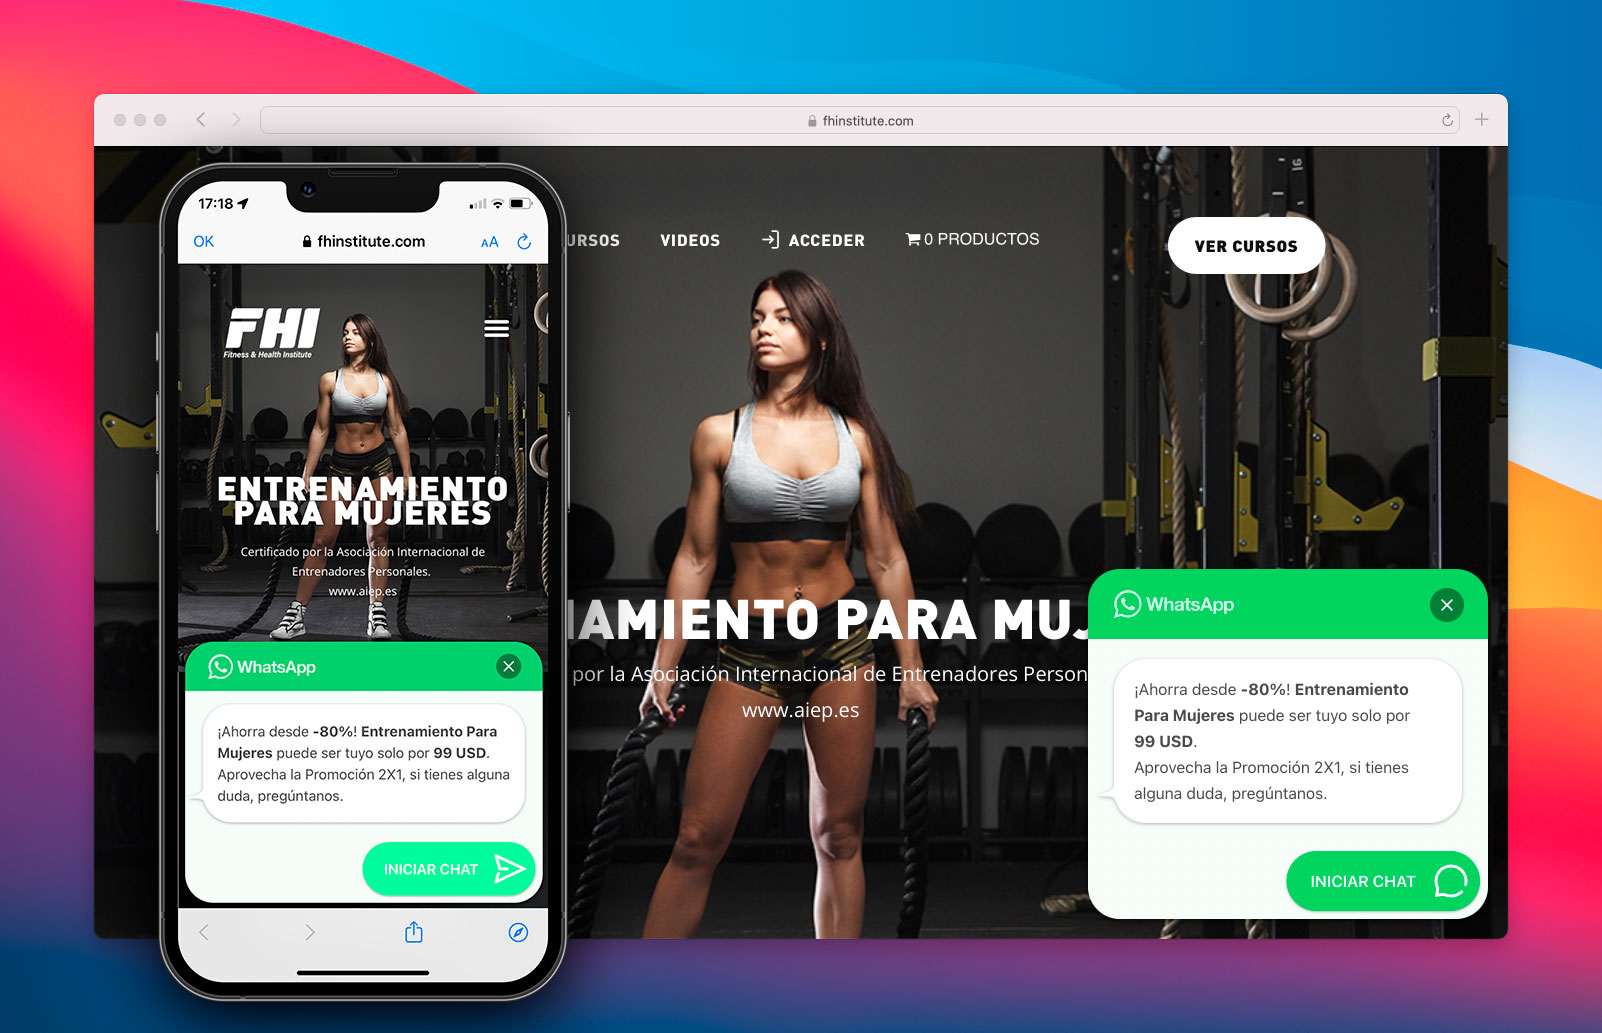 fhinstitute.com
17:18
OK
fhinstitute.com
AA
URSOS
VIDEOS
ACCEDER
0 PRODUCTOS
VER CURSOS
FHI
Fitness & Health Institute
ENTRENAMIENTO
PARA MUJERES
Certificado por la Asociación Internacional de
Entrenadores Personales.
www.aiep.es
WhatsApp
¡Ahorra desde -80%! Entrenamiento Para
Mujeres puede ser tuyo solo por 99 USD.
Aprovecha la Promoción 2X1, si tienes alguna
duda, pregúntanos.
INICIAR CHAT
NAMIENTO PARA MUJ
por la Asociación Internacional de Entrenadores Person
www.aiep.es
WhatsApp
¡Ahorra desde -80%! Entrenamiento
Para Mujeres puede ser tuyo solo por
99 USD.
Aprovecha la Promoción 2X1, si tienes
alguna duda, pregúntanos.
INICIAR CHAT